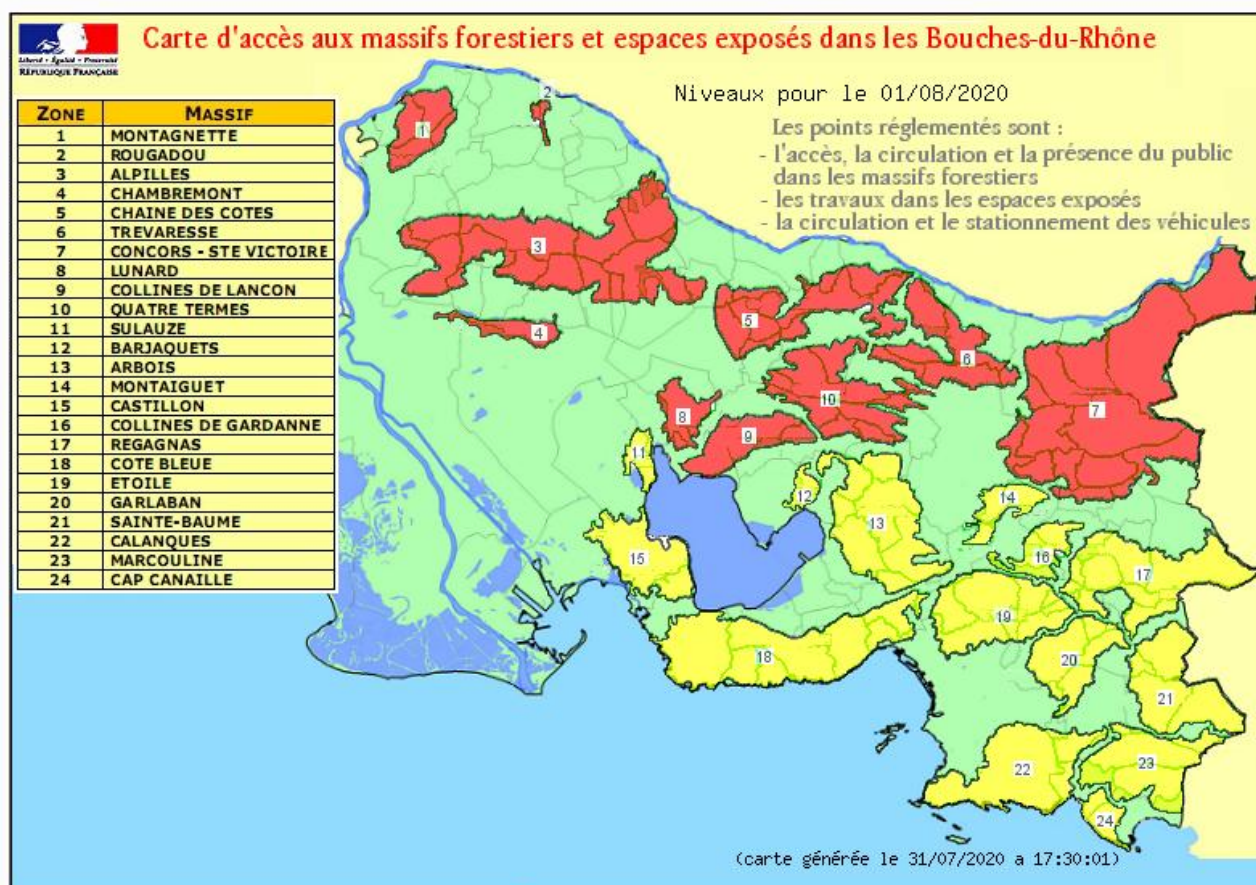 Carte d'accès aux massifs forestiers et espaces exposés dans les Bouches-du-Rhône
Liberté • Égalité • Fraternité
RÉPUBLIQUE FRANÇAISE
Niveaux pour le 01/08/2020
Les points réglementés sont :
- l'accès, la circulation et la présence du public
dans les massifs forestiers
- les travaux dans les espaces exposés
- la circulation et le stationnement des véhicules
ZONE MASSIF
1 MONTAGNETTE
2 ROUGADOU
3 ALPILLES
4 CHAMBREMONT
5 CHAINE DES COTES
6 TREVARESSE
7 CONCORS - STE VICTOIRE
8 LUNARD
9 COLLINES DE LANCON
10 QUATRE TERMES
11 SULAUZE
12 BARJAQUETS
13 ARBOIS
14 MONTAIGUET
15 CASTILLON
16 COLLINES DE GARDANNE
17 REGAGNAS
18 COTE BLEUE
19 ETOILE
20 GARLABAN
21 SAINTE-BAUME
22 CALANQUES
23 MARCOULINE
24 CAP CANAILLE
2
1
3
5
4
6
10
7
8
9
11
12
14
13
15
16
17
19
18
20
21
22
23
24
(carte générée le 31/07/2020 a 17:30:01)